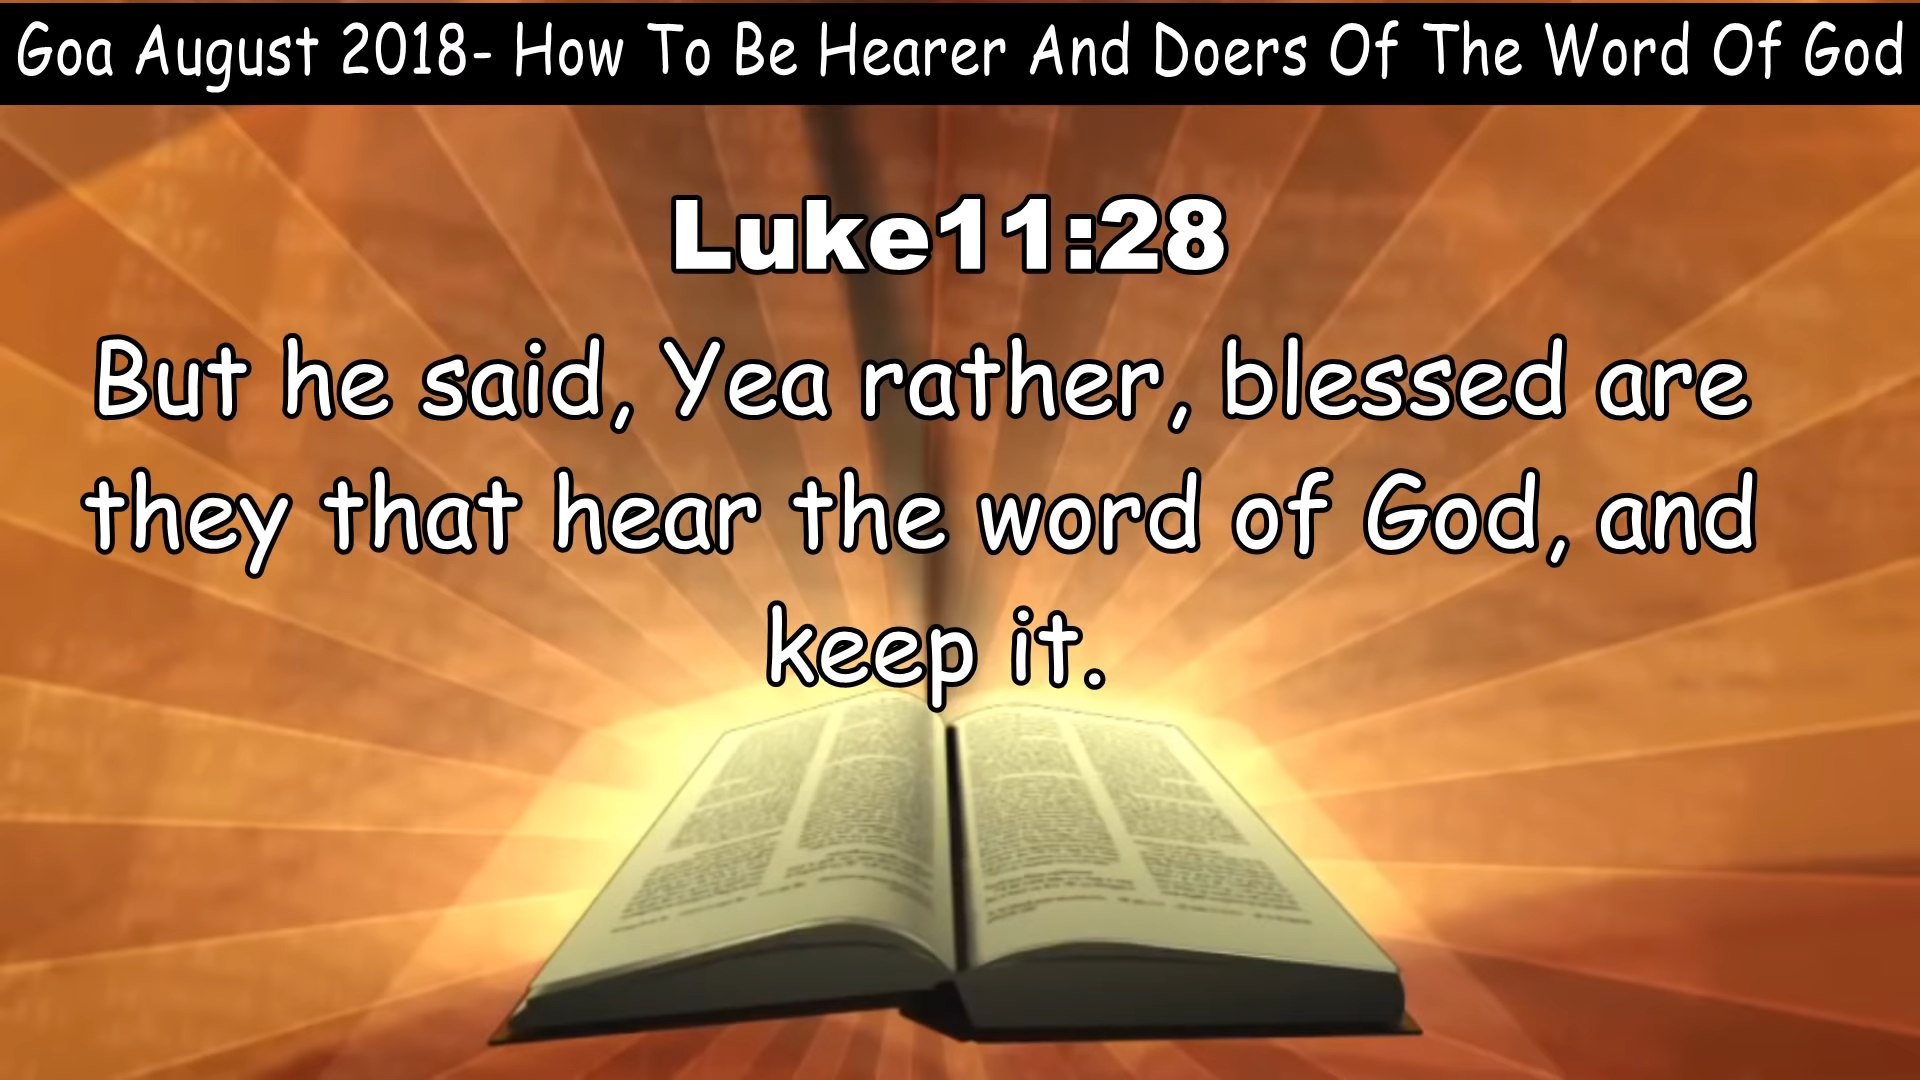 Goa August 2018- How To Be Hearer And Doers Of The Word Of God
Luke11:28
But he said, Yea rather, blessed are
they that hear the word of God, and
keep it.